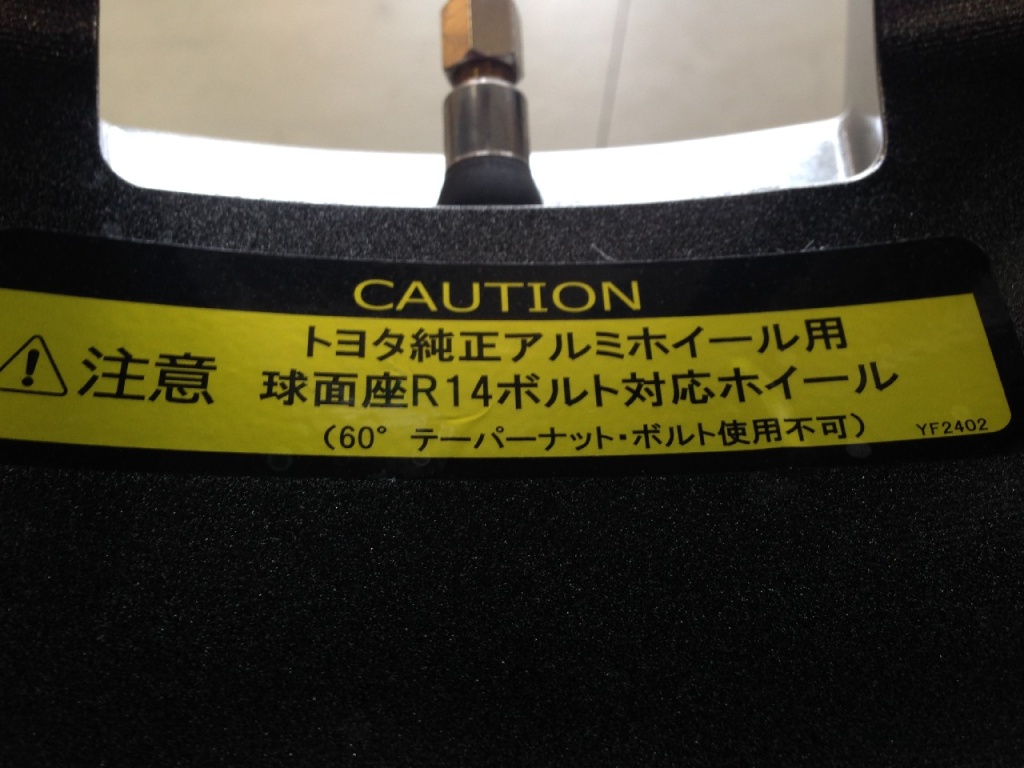 CAUTION
注意
トヨタ純正アルミホイール用
球面座R14ボルト対応ホイール
(60°テーパーナット・ボルト使用不可)
YF2402